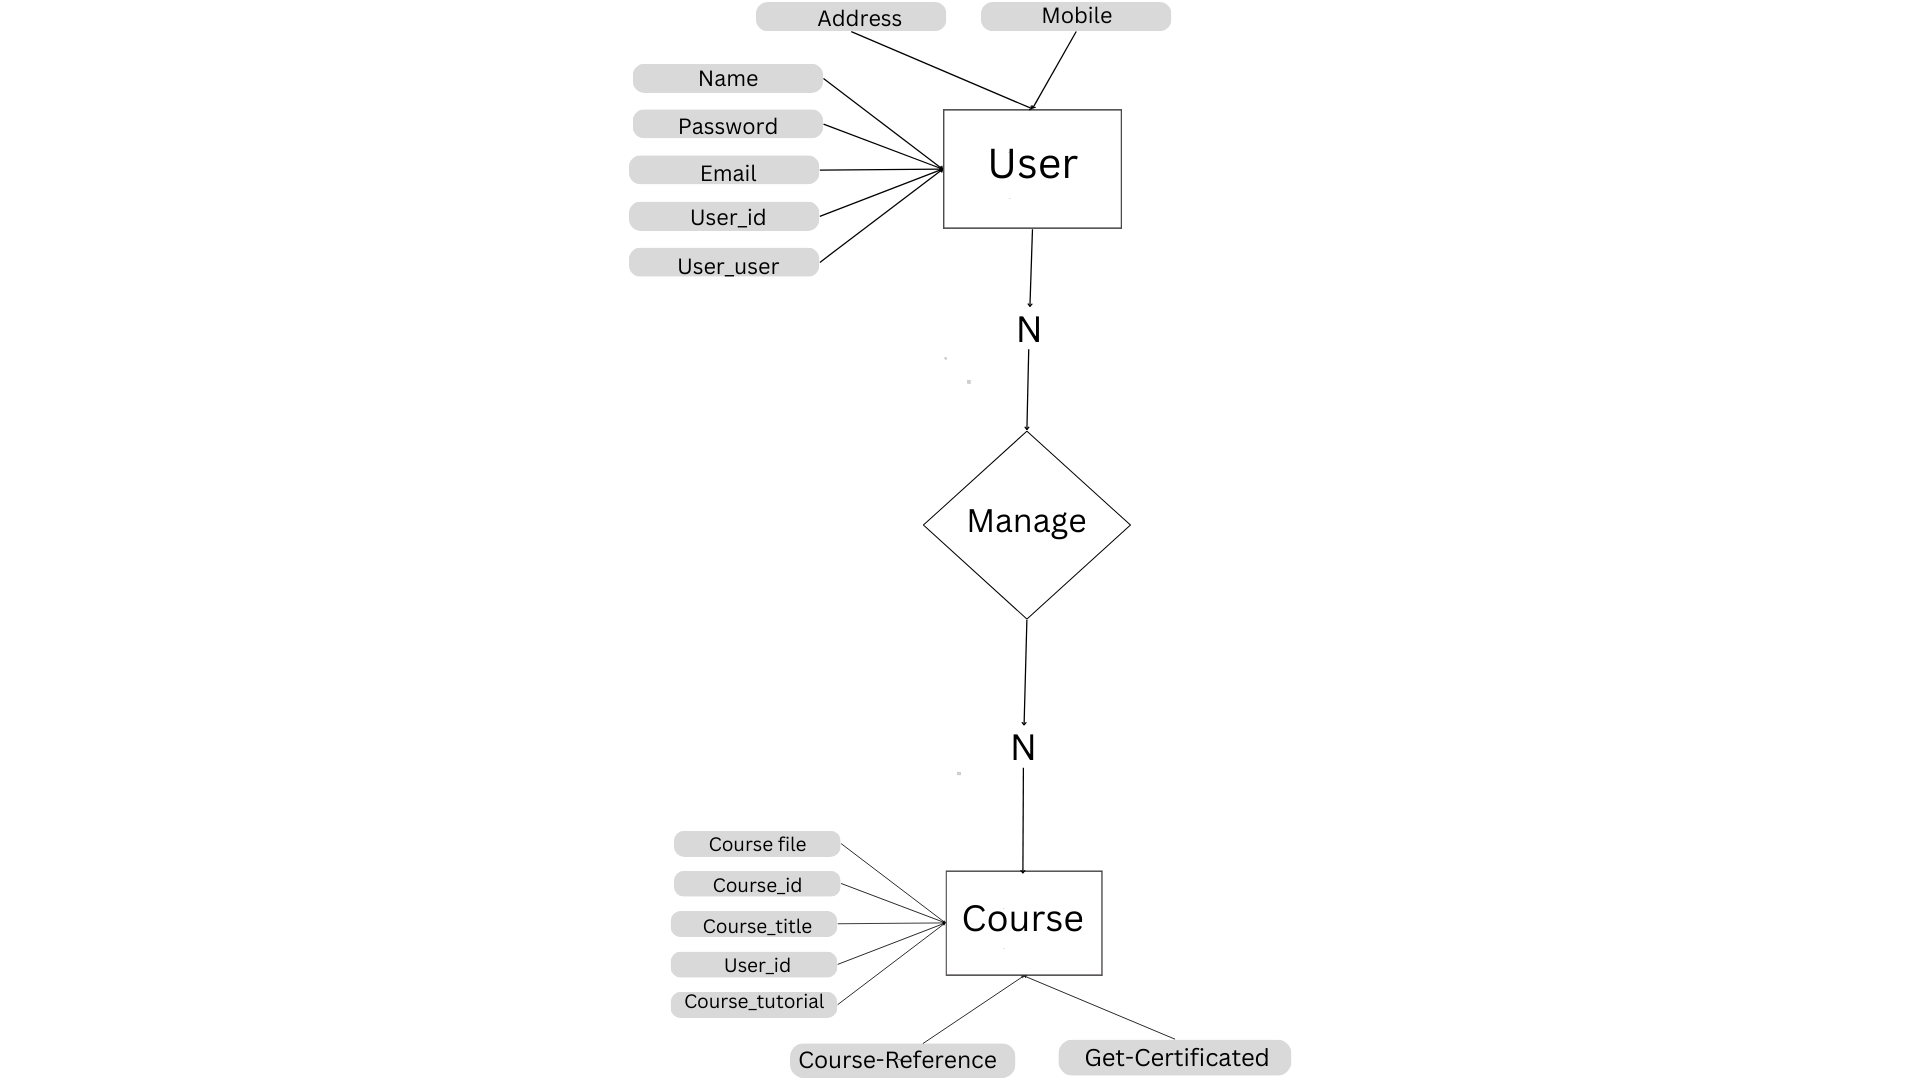 Address
Mobile
Name
Password
Email
User_id
User_user
User
N
Manage
N
Course file
Course_id
Course_title
User_id
Course_tutorial
Course
Course-Reference
Get-Certificated